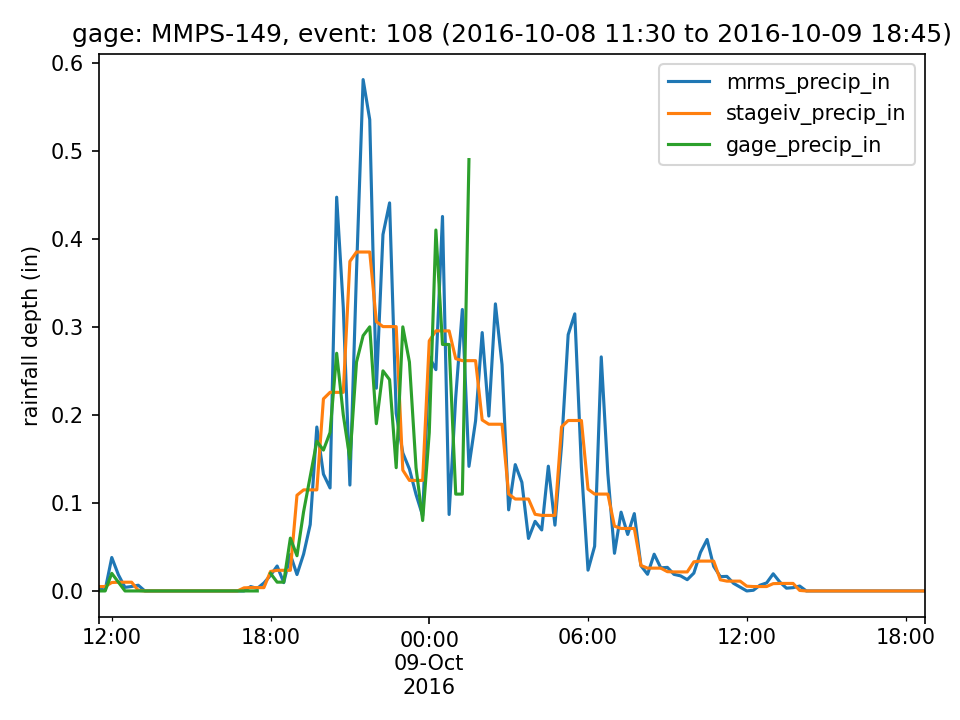 gage: MMPS-149, event: 108 (2016-10-08 11:30 to 2016-10-09 18:45)
mrms_precip_in
stageiv_precip_in
gage_precip_in
rainfall depth (in)
0.6
0.5
0.4
0.3
0.2
0.1
0.0
12:00 18:00 00:00 06:00 12:00 18:00
09-Oct
2016